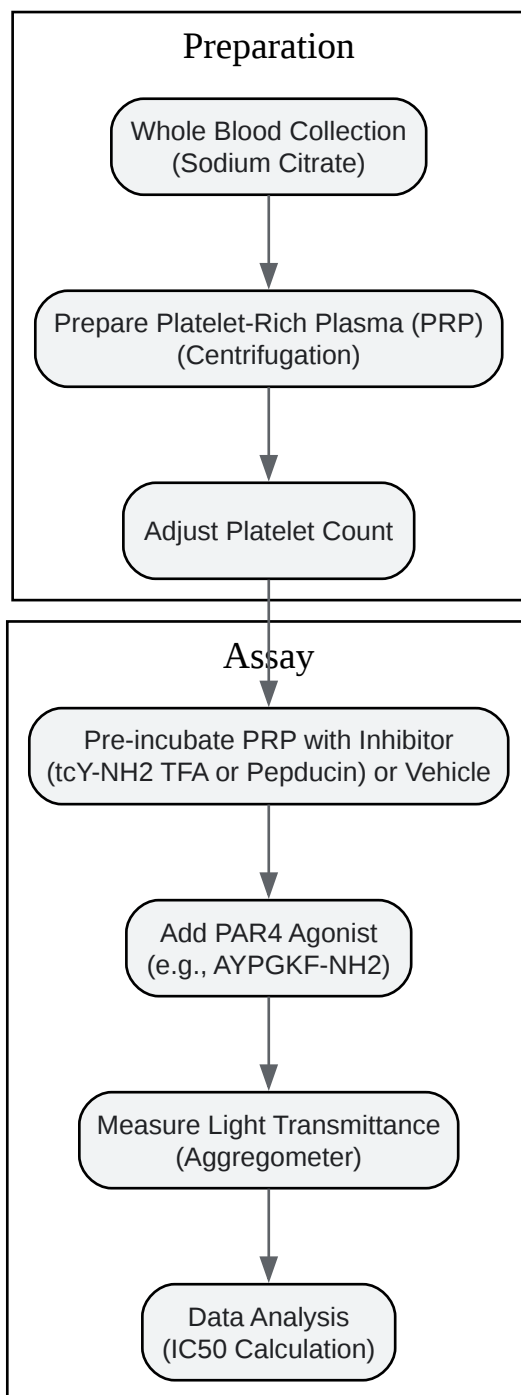 Preparation
Whole Blood Collection
(Sodium Citrate)
Prepare Platelet-Rich Plasma (PRP)
(Centrifugation)
Adjust Platelet Count
Assay
Pre-incubate PRP with Inhibitor
(tcY-NH2 TFA or Pepducin) or Vehicle
Add PAR4 Agonist
(e.g., AYPGKF-NH2)
Measure Light Transmittance
(Aggregometer)
Data Analysis
(IC50 Calculation)